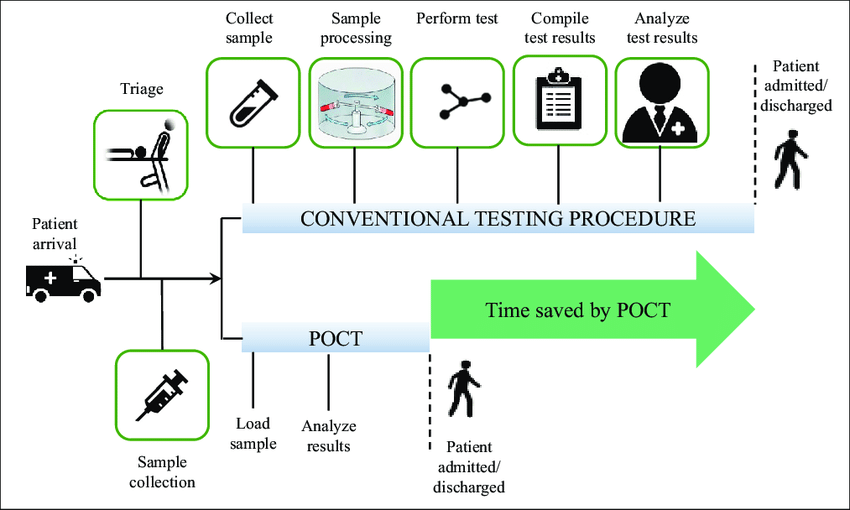 Collect
sample
Sample
processing
Perform test
Compile
test results
Analyze
test results
Patient
admitted/
discharged
Triage
Patient
arrival
CONVENTIONAL TESTING PROCEDURE
Time saved by POCT
POCT
Load
sample
Analyze
results
Patient
admitted/
discharged
Sample
collection